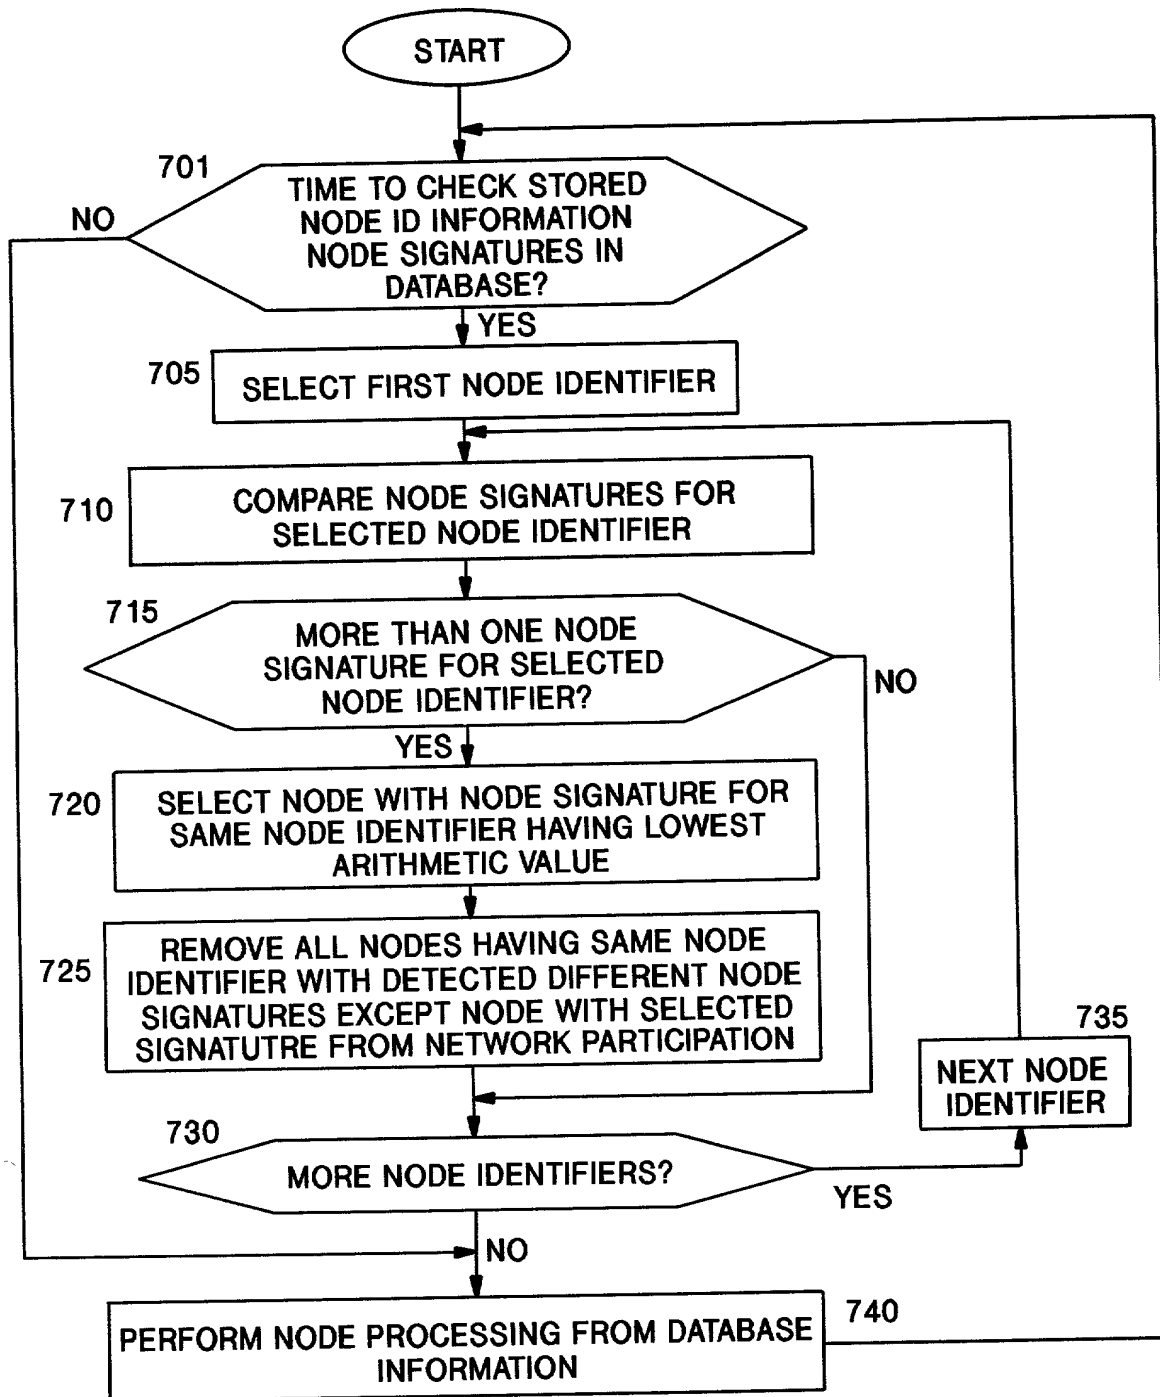 START
701
TIME TO CHECK STORED
NODE ID INFORMATION
NODE SIGNATURES IN
DATABASE?
NO
YES
705
SELECT FIRST NODE IDENTIFIER
710
COMPARE NODE SIGNATURES FOR
SELECTED NODE IDENTIFIER
715
MORE THAN ONE NODE
SIGNATURE FOR SELECTED
NODE IDENTIFIER?
NO
YES
720
SELECT NODE WITH NODE SIGNATURE FOR
SAME NODE IDENTIFIER HAVING LOWEST
ARITHMETIC VALUE
725
REMOVE ALL NODES HAVING SAME NODE
IDENTIFIER WITH DETECTED DIFFERENT NODE
SIGNATURES EXCEPT NODE WITH SELECTED
SIGNATUTRE FROM NETWORK PARTICIPATION
735
NEXT NODE
IDENTIFIER
730
MORE NODE IDENTIFIERS?
YES
NO
740
PERFORM NODE PROCESSING FROM DATABASE
INFORMATION